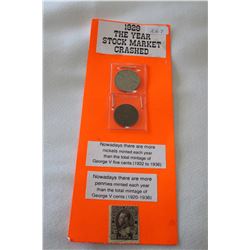 1929
THE YEAR
STOCK MARKET
CRASHED
Nowadays there are more
nickels minted each year
than the total mintage of
George V five cents (1922 to 1936)
Nowadays there are more
pennies minted each year
than the total mintage of
George V cents (1920-1936)